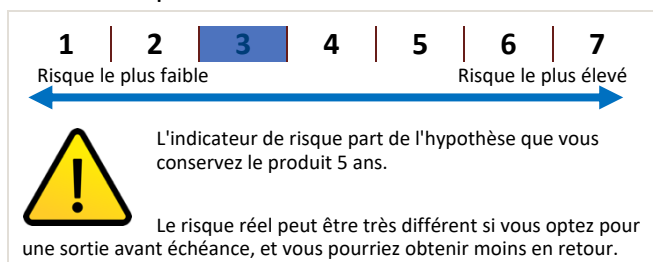 1 2 3 4 5 6 7
Risque le plus faible Risque le plus élevé
L'indicateur de risque part de l'hypothèse que vous
conservez le produit 5 ans.
Le risque réel peut être très différent si vous optez pour
une sortie avant échéance, et vous pourriez obtenir moins en retour.